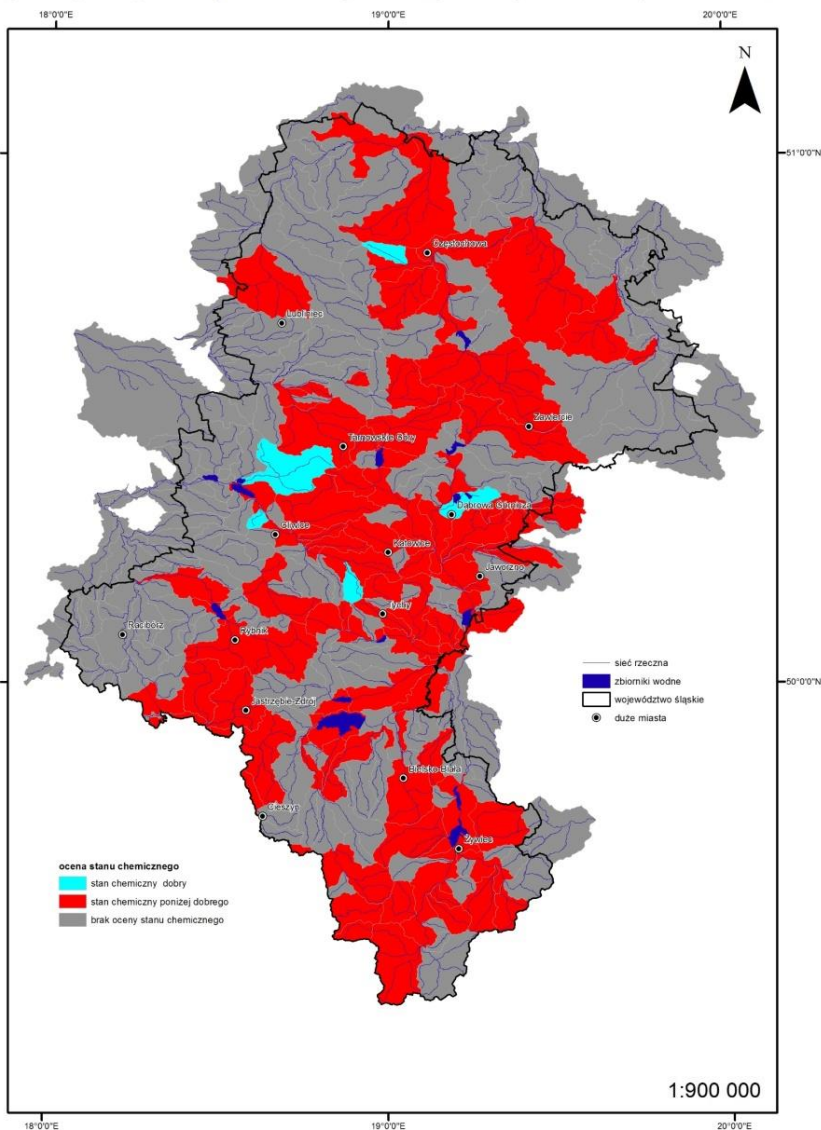 18°0'0"E 19°0'0"E 20°0'0"E
N
51°0'0"N
Częstochowa
Lubliniec
Zawiercie
Tarnowskie Góry
Dąbrowa Górnicza
Gliwice
Katowice
Jaworzno
Tychy
Racibórz
Rybnik
sieć rzeczna
50°0'0"N
zbiorniki wodne
województwo śląskie
Jastrzębie Zdrój
duże miasta
Bielsko-Biała
Cieszyn
Żywiec
ocena stanu chemicznego
stan chemiczny dobry
stan chemiczny poniżej dobrego
brak oceny stanu chemicznego
1:900 000
18°0'0"E 19°0'0"E 20°0'0"E